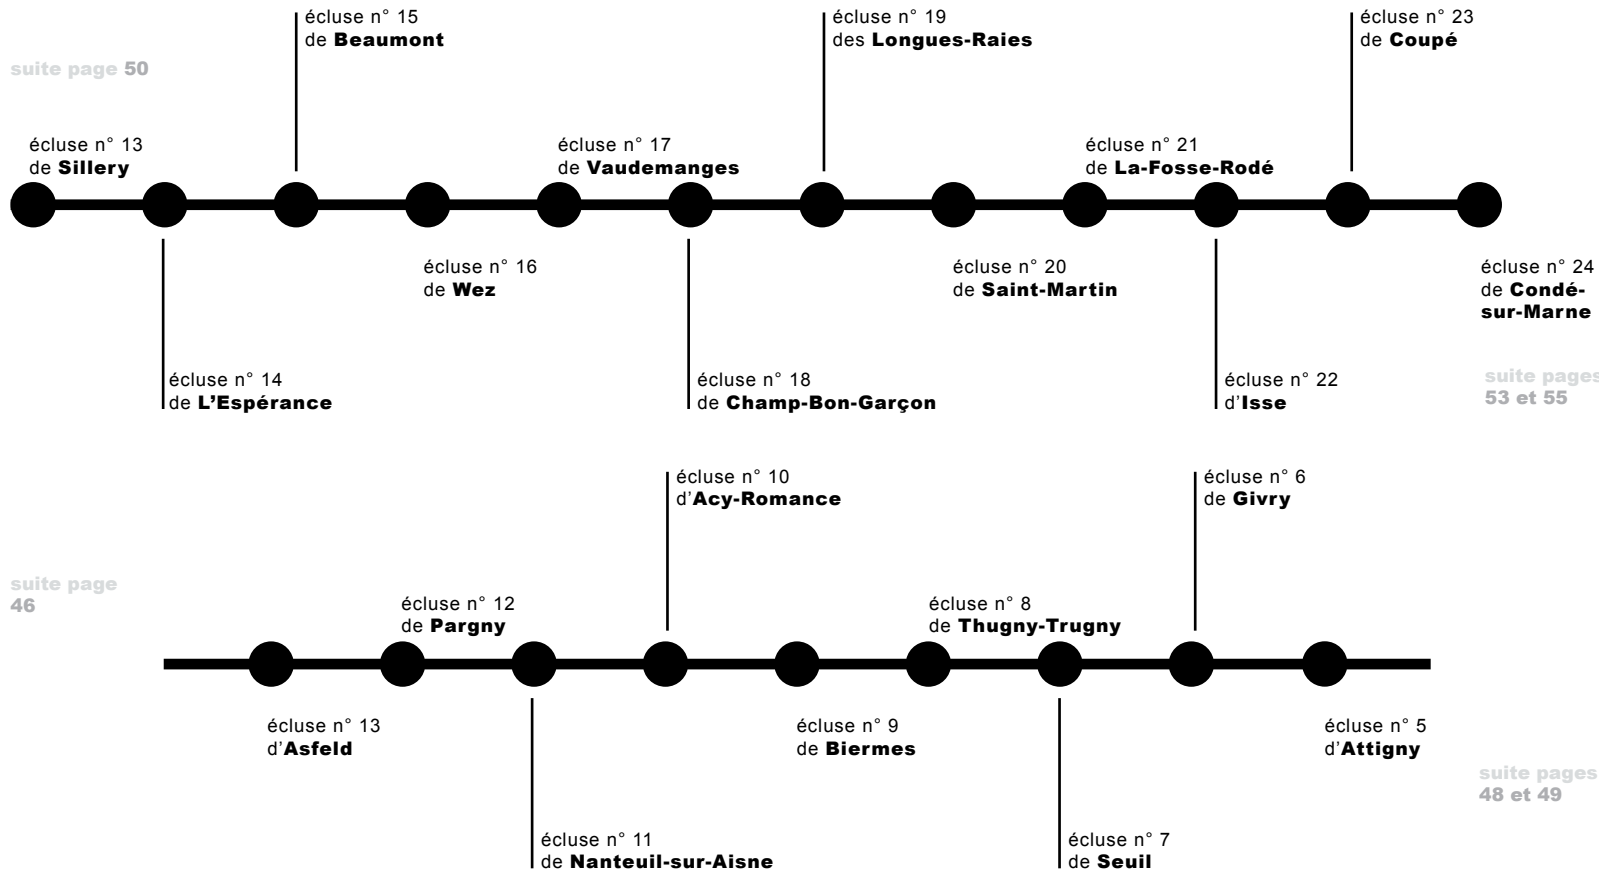 écluse n° 15
de Beaumont
écluse n° 19
des Longues-Raies
écluse n° 23
de Coupé
suite page 50
écluse n° 13
de Sillery
écluse n° 17
de Vaudemanges
écluse n° 21
de La-Fosse-Rodé
écluse n° 16
de Wez
écluse n° 20
de Saint-Martin
écluse n° 24
de Condé-
sur-Marne
écluse n° 14
de L'Espérance
écluse n° 18
de Champ-Bon-Garçon
écluse n° 22
d'Isse
suite pages
53 et 55
écluse n° 10
d'Acy-Romance
écluse n° 6
de Givry
suite page
46
écluse n° 12
de Pargny
écluse n° 8
de Thugny-Trugny
écluse n° 13
d'Asfeld
écluse n° 9
de Biermes
écluse n° 5
d'Attigny
suite pages
48 et 49
écluse n° 11
de Nanteuil-sur-Aisne
écluse n° 7
de Seuil